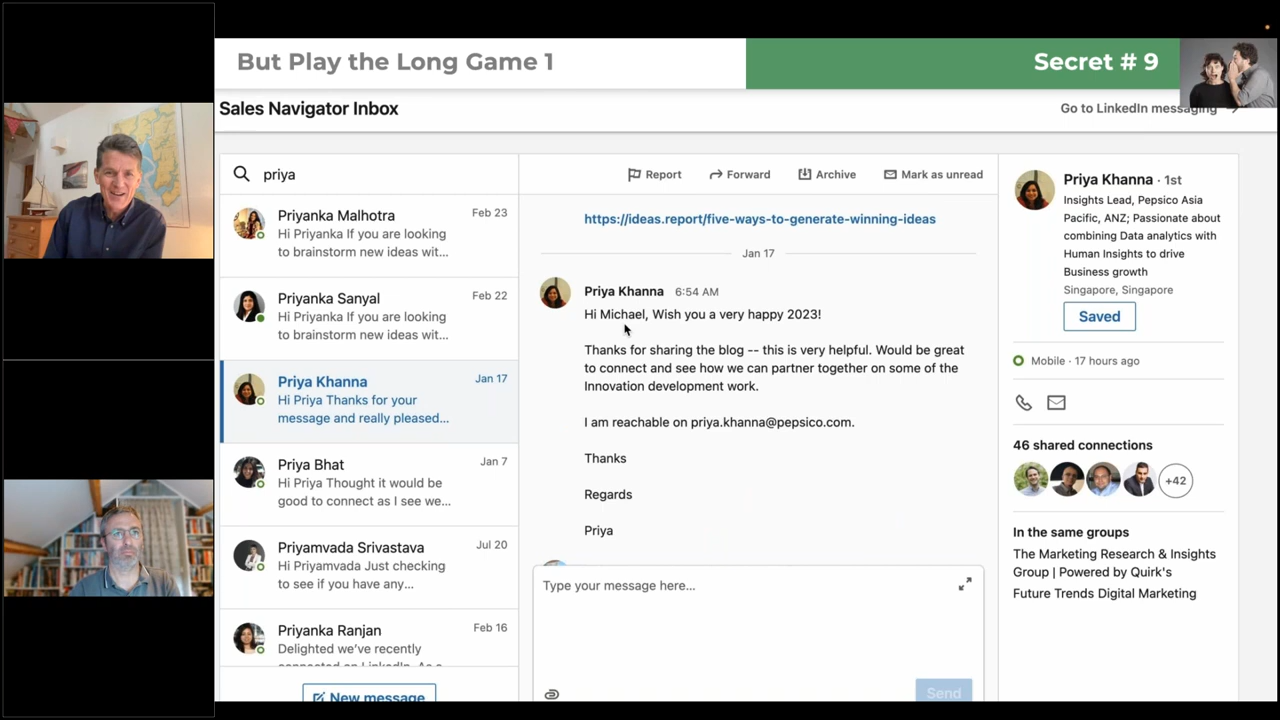 But Play the Long Game 1
Secret # 9
Sales Navigator Inbox
Go to LinkedIn messaging
priya
Priyanka Malhotra
Feb 23
Hi Priyanka If you are looking
to brainstorm new ideas wit...
Priyanka Sanyal
Feb 22
Hi Priyanka If you are looking
to brainstorm new ideas wit...
Priya Khanna
Jan 17
Hi Priya Thanks for your
message and really pleased...
Priya Bhat
Jan 7
Hi Priya Thought it would be
good to connect as I see we...
Priyamvada Srivastava
Jul 20
Hi Priyamvada Just checking
to see if you have any...
Priyanka Ranjan
Feb 16
Delighted we've recently
connected on LinkedIn. As a
New message
Report
Forward
Archive
Mark as unread
https://ideas.report/five-ways-to-generate-winning-ideas
Jan 17
Priya Khanna 6:54 AM
Hi Michael, Wish you a very happy 2023!
Thanks for sharing the blog -- this is very helpful. Would be great
to connect and see how we can partner together on some of the
Innovation development work.
I am reachable on priya.khanna@pepsico.com.
Thanks
Regards
Priya
Type your message here...
Send
Priya Khanna · 1st
Insights Lead, Pepsico Asia
Pacific, ANZ; Passionate about
combining Data analytics with
Human Insights to drive
Business growth
Singapore, Singapore
Saved
Mobile · 17 hours ago
46 shared connections
+42
In the same groups
The Marketing Research & Insights
Group | Powered by Quirk's
Future Trends Digital Marketing